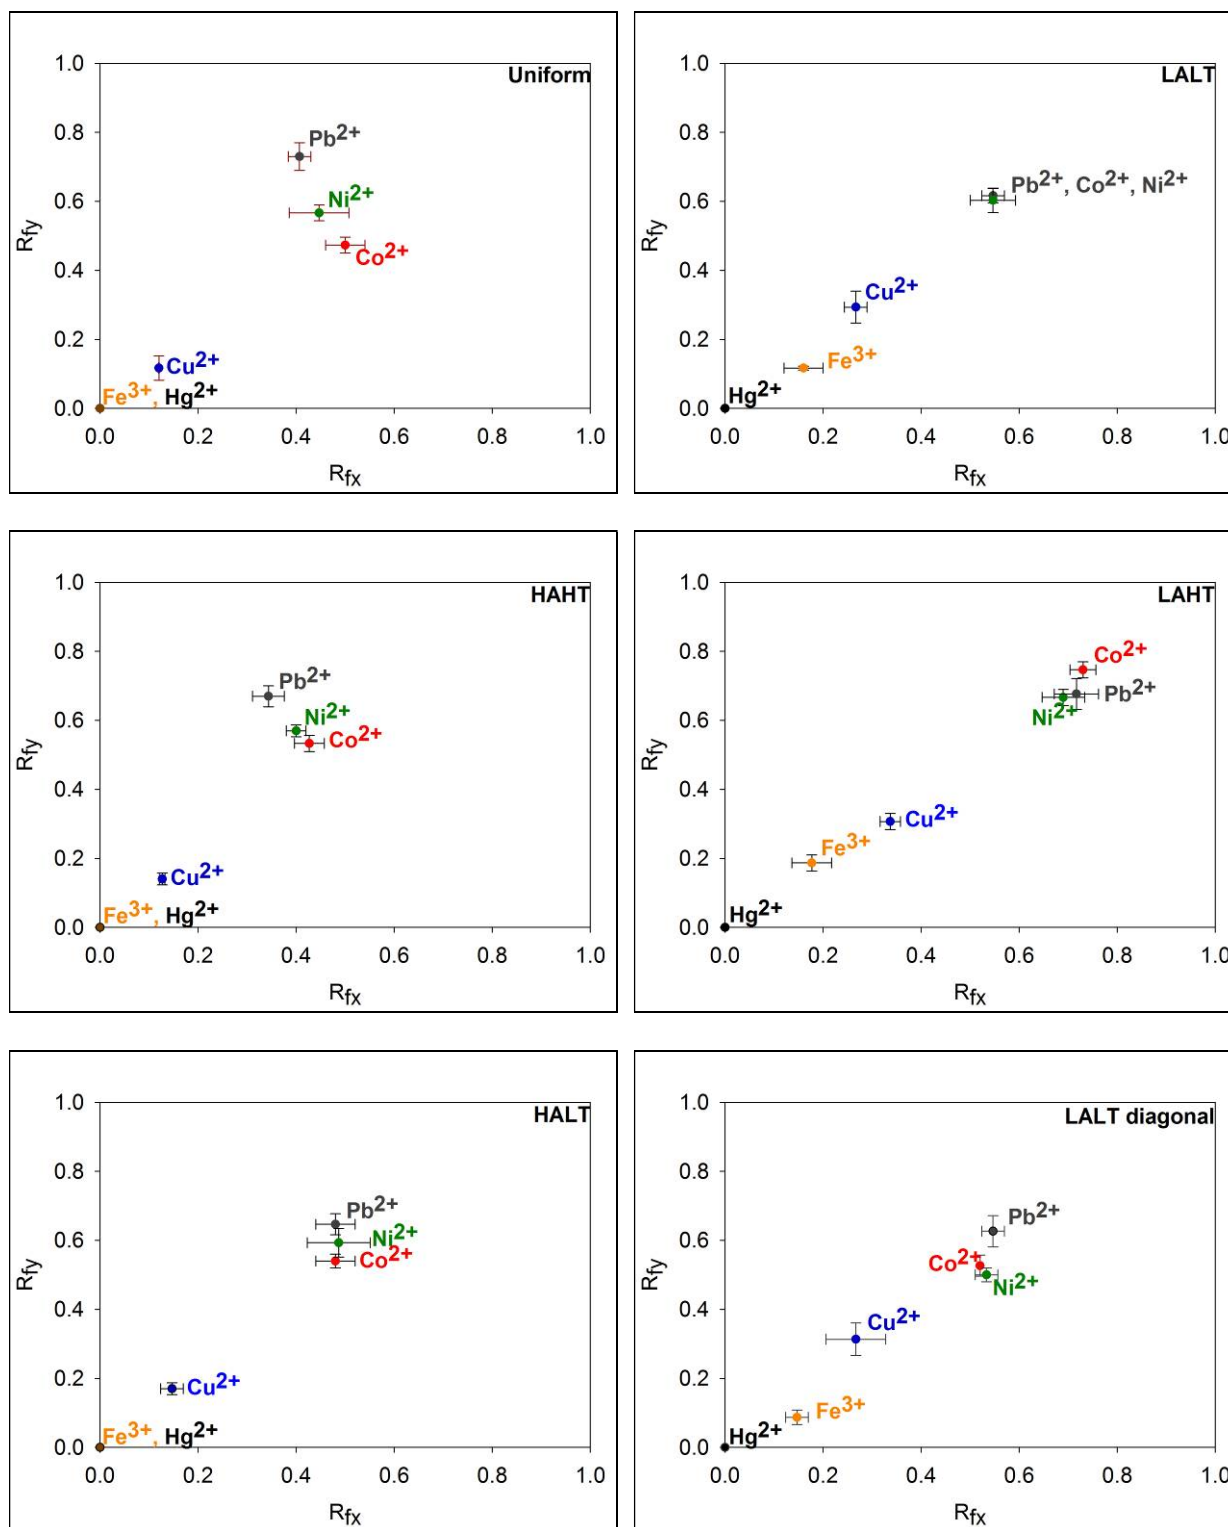 Uniform
1.0
0.8
0.6
0.4
0.2
0.0
Rfy
Pb2+
Ni2+
Co2+
Cu2+
Fe3+, Hg2+
0.0 0.2 0.4 0.6 0.8 1.0
Rfx
LALT
1.0
0.8
0.6
0.4
0.2
0.0
Rfy
Pb2+, Co2+, Ni2+
Cu2+
Fe3+
Hg2+
0.0 0.2 0.4 0.6 0.8 1.0
Rfx
HAHT
1.0
0.8
0.6
0.4
0.2
0.0
Rfy
Pb2+
Ni2+
Co2+
Cu2+
Fe3+, Hg2+
0.0 0.2 0.4 0.6 0.8 1.0
Rfx
LAHT
1.0
0.8
0.6
0.4
0.2
0.0
Rfy
Co2+
Pb2+
Ni2+
Cu2+
Fe3+
Hg2+
0.0 0.2 0.4 0.6 0.8 1.0
Rfx
HALT
1.0
0.8
0.6
0.4
0.2
0.0
Rfy
Pb2+
Ni2+
Co2+
Cu2+
Fe3+, Hg2+
0.0 0.2 0.4 0.6 0.8 1.0
Rfx
LALT diagonal
1.0
0.8
0.6
0.4
0.2
0.0
Rfy
Pb2+
Co2+
Ni2+
Cu2+
Fe3+
Hg2+
0.0 0.2 0.4 0.6 0.8 1.0
Rfx